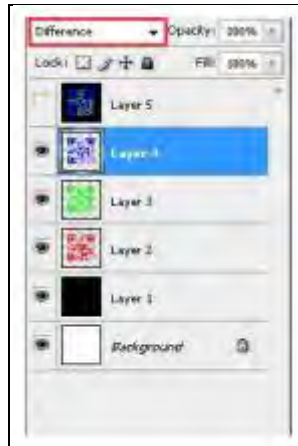 Difference Opacity: 100%
Lock: Fill: 100%
Layer 5
Layer 4
Layer 3
Layer 2
Layer 1
Background